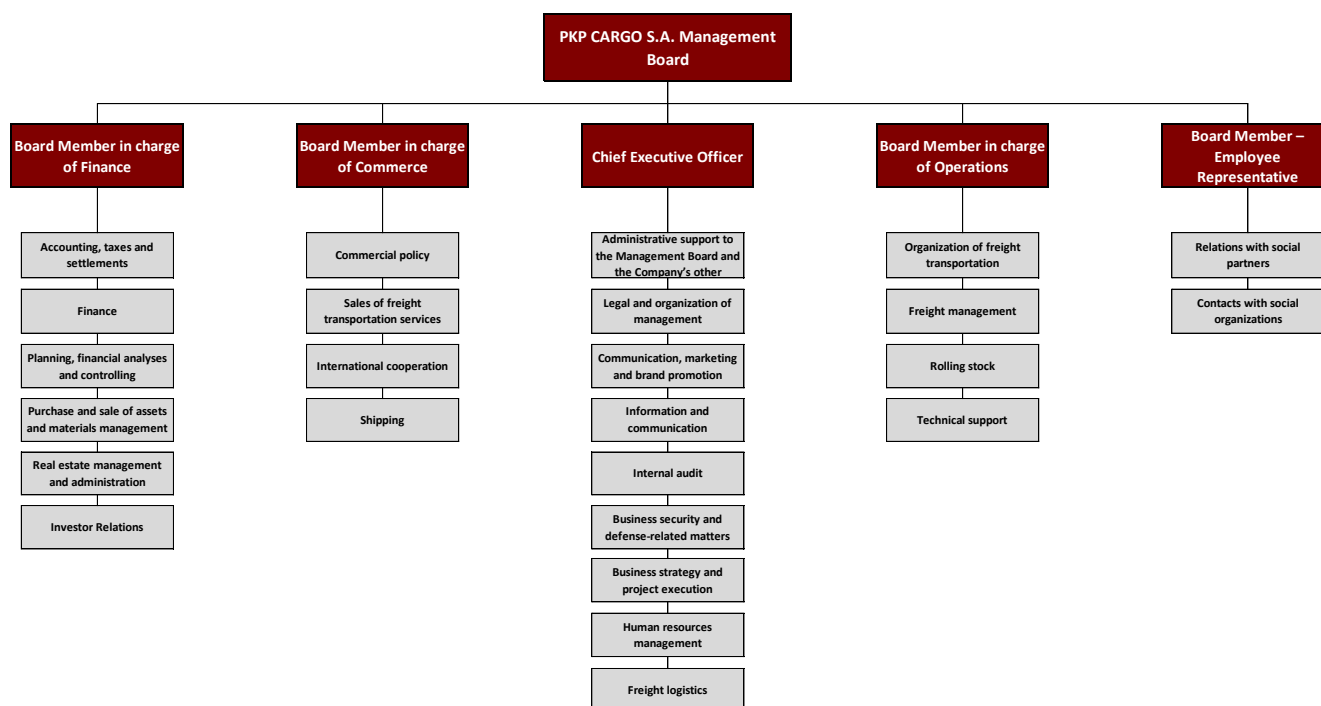 PKP CARGO S.A. Management
Board
Board Member in charge
of Finance
Board Member in charge
of Commerce
Chief Executive Officer
Board Member in charge
of Operations
Board Member –
Employee
Representative
Accounting, taxes and
settlements
Finance
Planning, financial analyses
and controlling
Purchase and sale of assets
and materials management
Real estate management
and administration
Investor Relations
Commercial policy
Sales of freight
transportation services
International cooperation
Shipping
Administrative support to
the Management Board and
the Company's other
Legal and organization of
management
Communication, marketing
and brand promotion
Information and
communication
Internal audit
Business security and
defense-related matters
Business strategy and
project execution
Human resources
management
Freight logistics
Organization of freight
transportation
Freight management
Rolling stock
Technical support
Relations with social
partners
Contacts with social
organizations